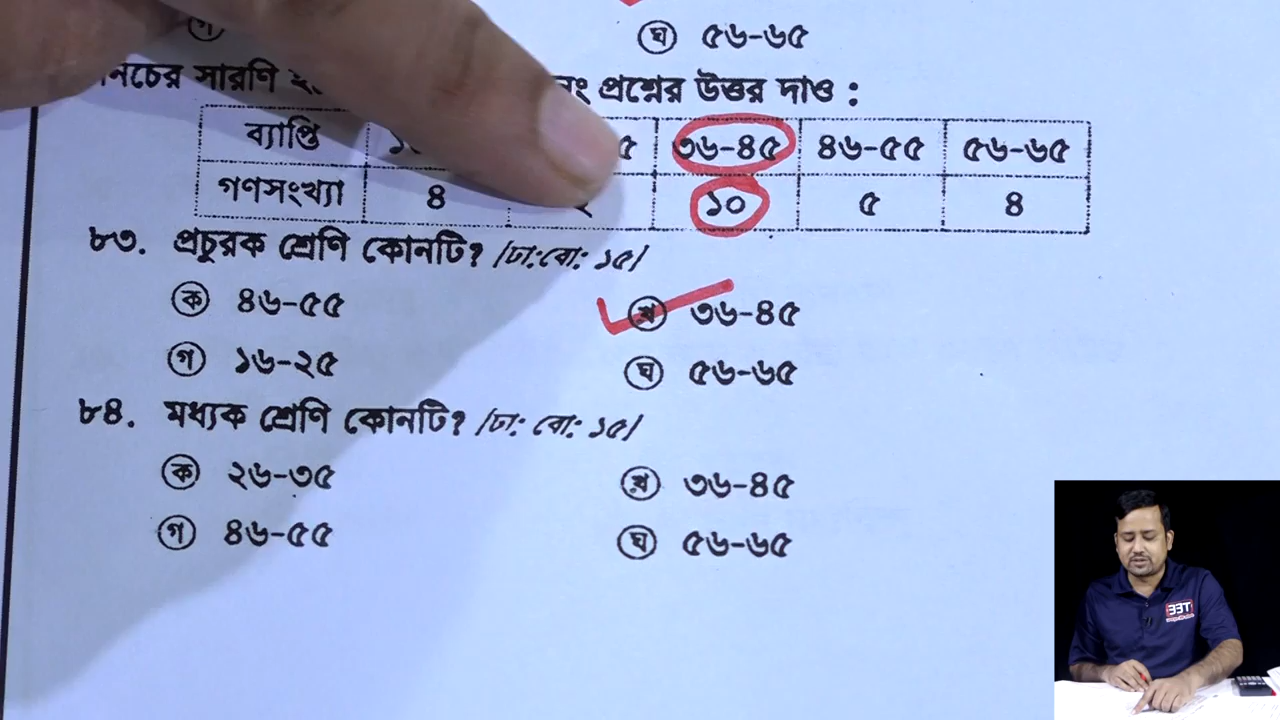 গ ঘ ৫৬-৬৫
সারণি প্রশ্নের উত্তর দাও :
ব্যাপ্তি ৩৬-৪৫ ৪৬-৫৫ ৫৬-৬৫
গণসংখ্যা ৪ ১০ ৫ ৪
৮৩. প্রচুরক শ্রেণি কোনটি? [ঢা:বো: ১৫]
ক ৪৬-৫৫ খ ৩৬-৪৫
গ ১৬-২৫ ঘ ৫৬-৬৫
৮৪. মধ্যক শ্রেণি কোনটি? [ঢা: বো: ১৫]
ক ২৬-৩৫ খ ৩৬-৪৫
গ ৪৬-৫৫ ঘ ৫৬-৬৫